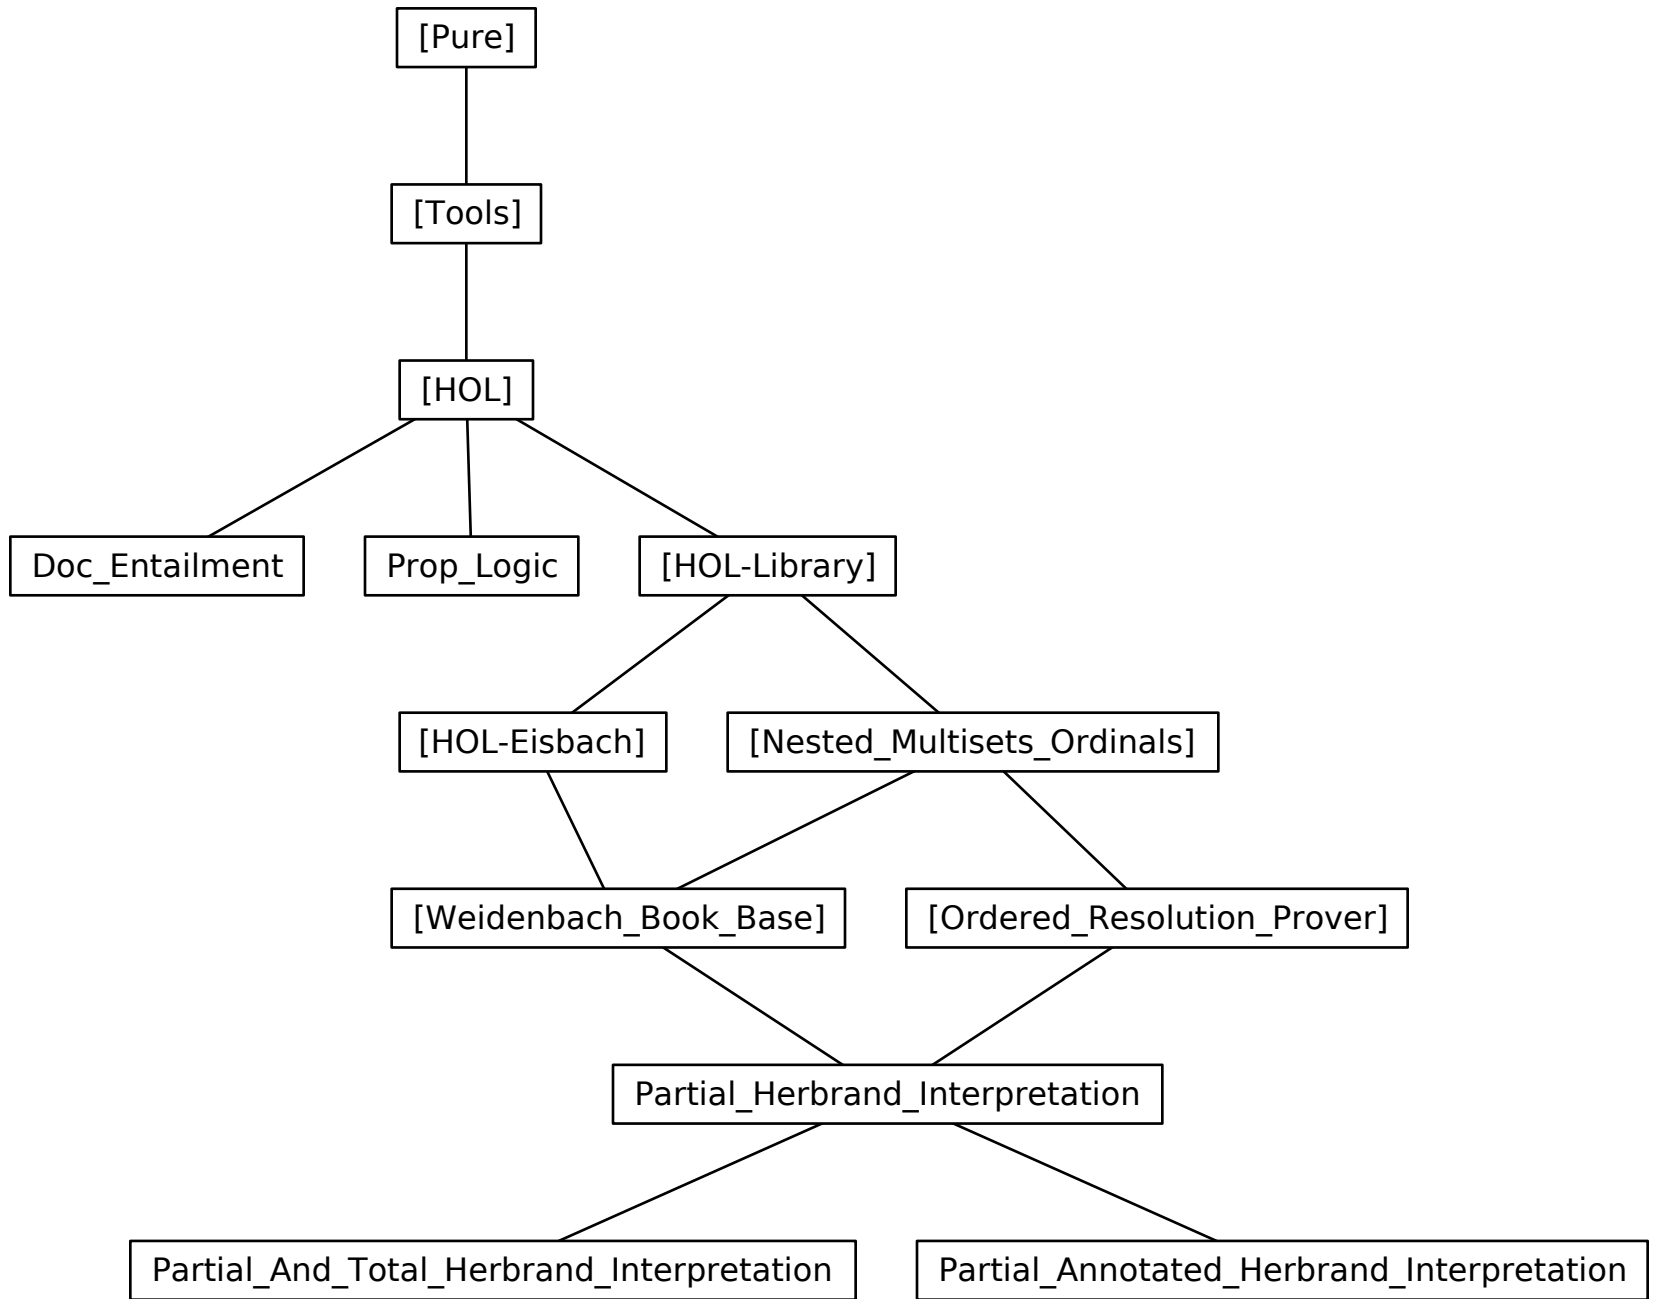 [Pure]
[Tools]
[HOL]
Doc_Entailment
Prop_Logic
[HOL-Library]
[HOL-Eisbach]
[Nested_Multisets_Ordinals]
[Weidenbach_Book_Base]
[Ordered_Resolution_Prover]
Partial_Herbrand_Interpretation
Partial_And_Total_Herbrand_Interpretation
Partial_Annotated_Herbrand_Interpretation